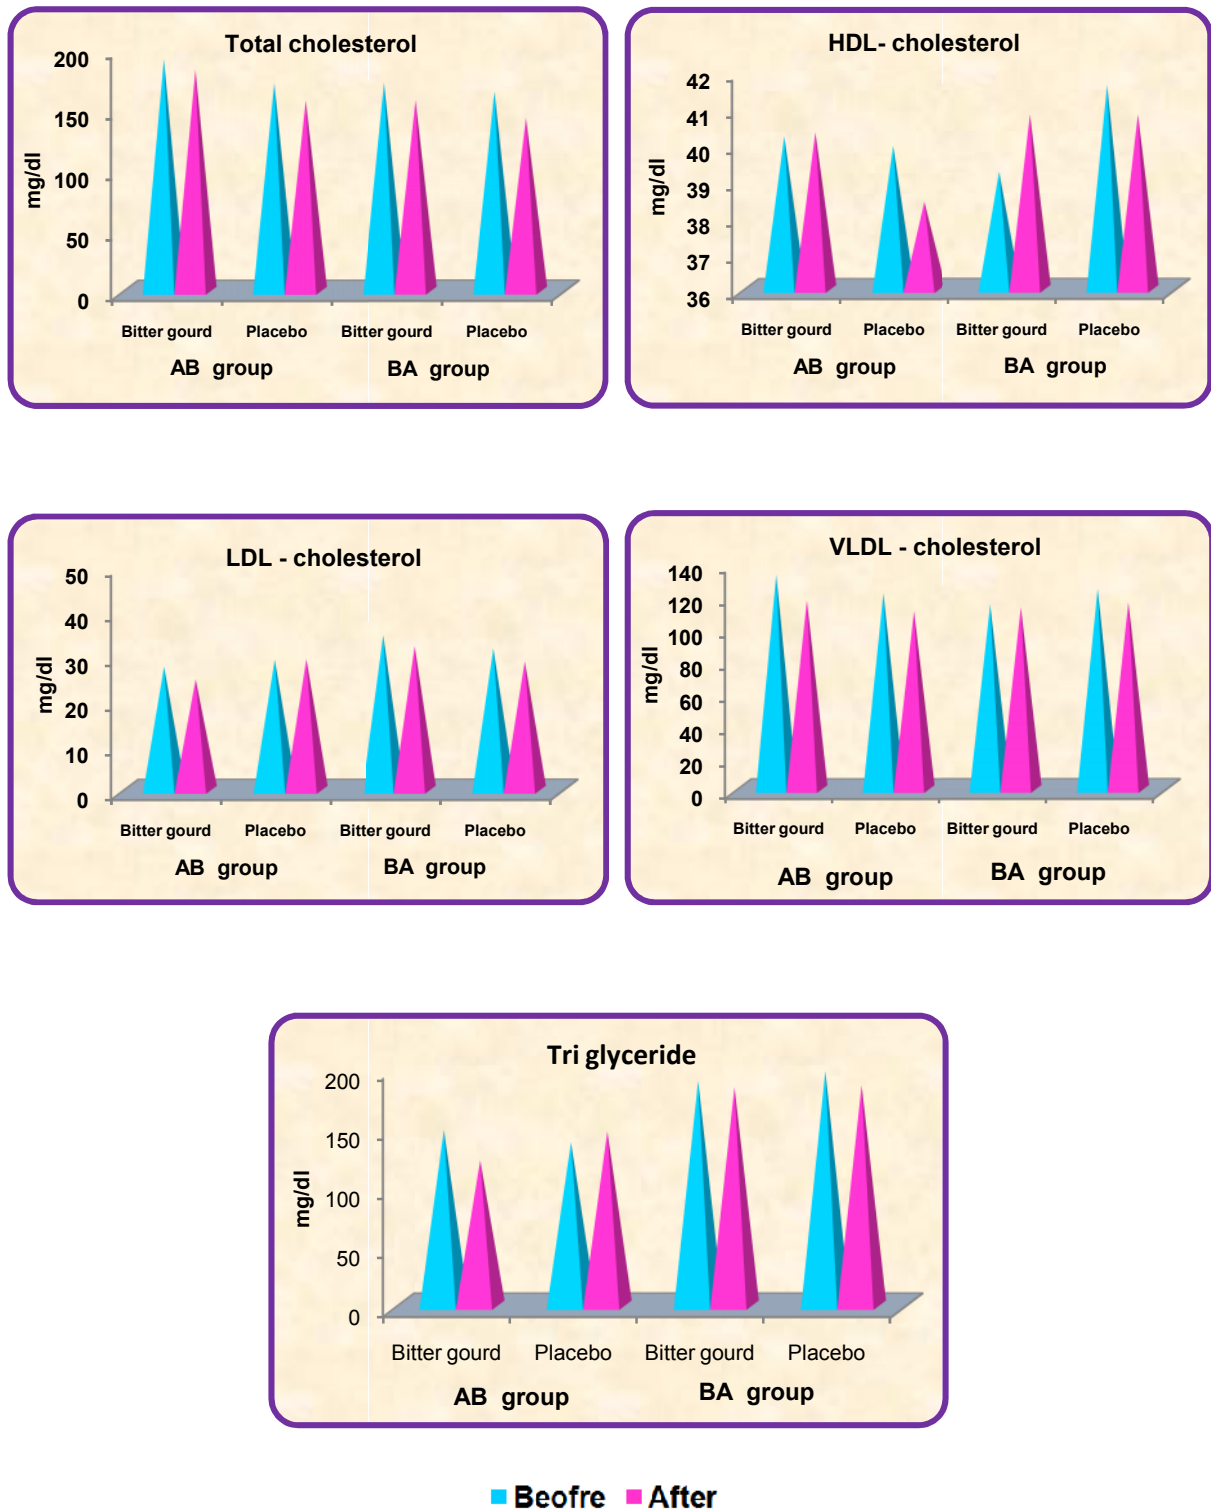 Total cholesterol
200
150
100
50
0
mg/dl
Bitter gourd Placebo Bitter gourd Placebo
AB group BA group
HDL- cholesterol
42
41
40
39
38
37
36
mg/dl
Bitter gourd Placebo Bitter gourd Placebo
AB group BA group
LDL - cholesterol
50
40
30
20
10
0
mg/dl
Bitter gourd Placebo Bitter gourd Placebo
AB group BA group
VLDL - cholesterol
140
120
100
80
60
40
20
0
mg/dl
Bitter gourd Placebo Bitter gourd Placebo
AB group BA group
Tri glyceride
200
150
100
50
0
mg/dl
Bitter gourd Placebo Bitter gourd Placebo
AB group BA group
Beofre After